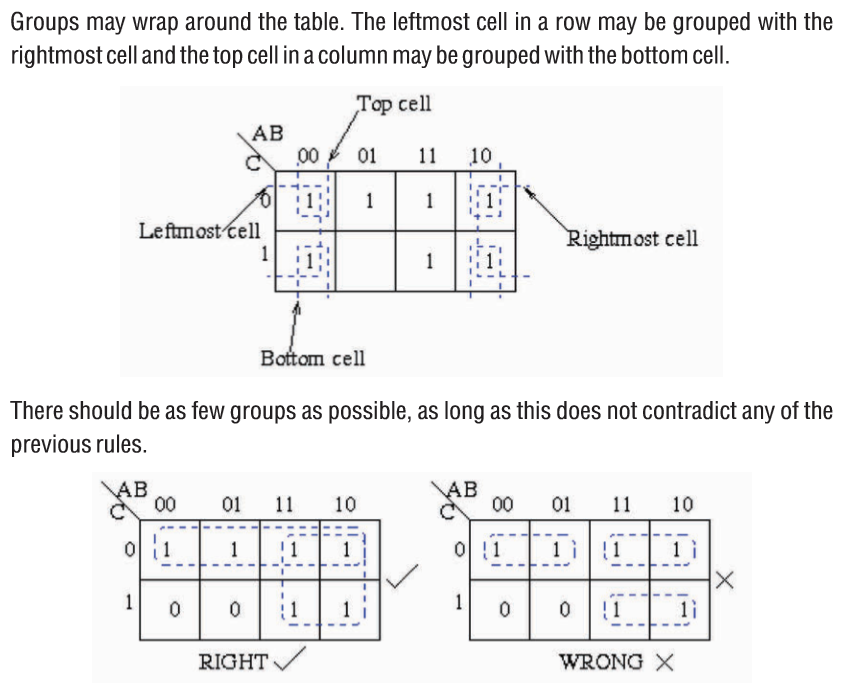 Groups may wrap around the table. The leftmost cell in a row may be grouped with the
rightmost cell and the top cell in a column may be grouped with the bottom cell.
Top cell
AB
C 00 01 11 10
0 1 1 1 1
Leftmost cell
Rightmost cell
1 1 1 1
Bottom cell
There should be as few groups as possible, as long as this does not contradict any of the
previous rules.
AB
C 00 01 11 10
0 1 1 1 1
1 0 0 1 1
RIGHT
AB
C 00 01 11 10
0 1 1 1 1
1 0 0 1 1
WRONG